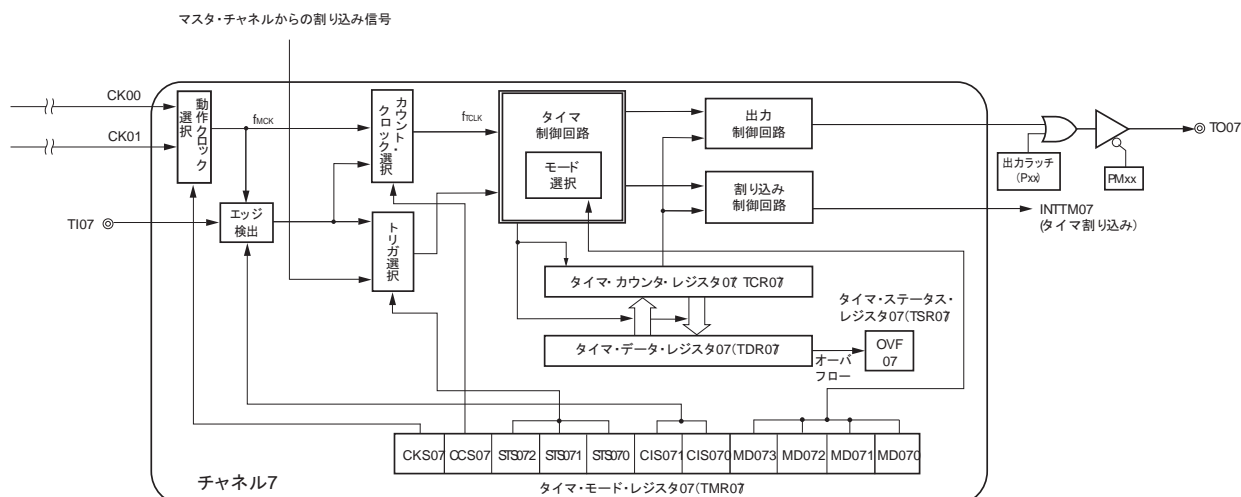 マスタ・チャネルからの割り込み信号
CK00
CK01
動作クロック
選択
fMCK
カウント・
クロック選択
fTCLK
タイマ
制御回路
モード
選択
出力
制御回路
出力ラッチ
(Pxx)
PMxx
TO07
割り込み
制御回路
INTTM07
(タイマ割り込み)
TI07
エッジ
検出
トリガ選択
タイマ・カウンタ・レジスタ07 TCR07
タイマ・ステータス・
レジスタ07(TSR07
タイマ・データ・レジスタ07(TDR07
オーバ
フロー
OVF
07
CKS07 CCS07 STS072 STS071 STS070 CIS071 CIS070 MD073 MD072 MD071 MD070
チャネル7
タイマ・モード・レジスタ07(TMR07